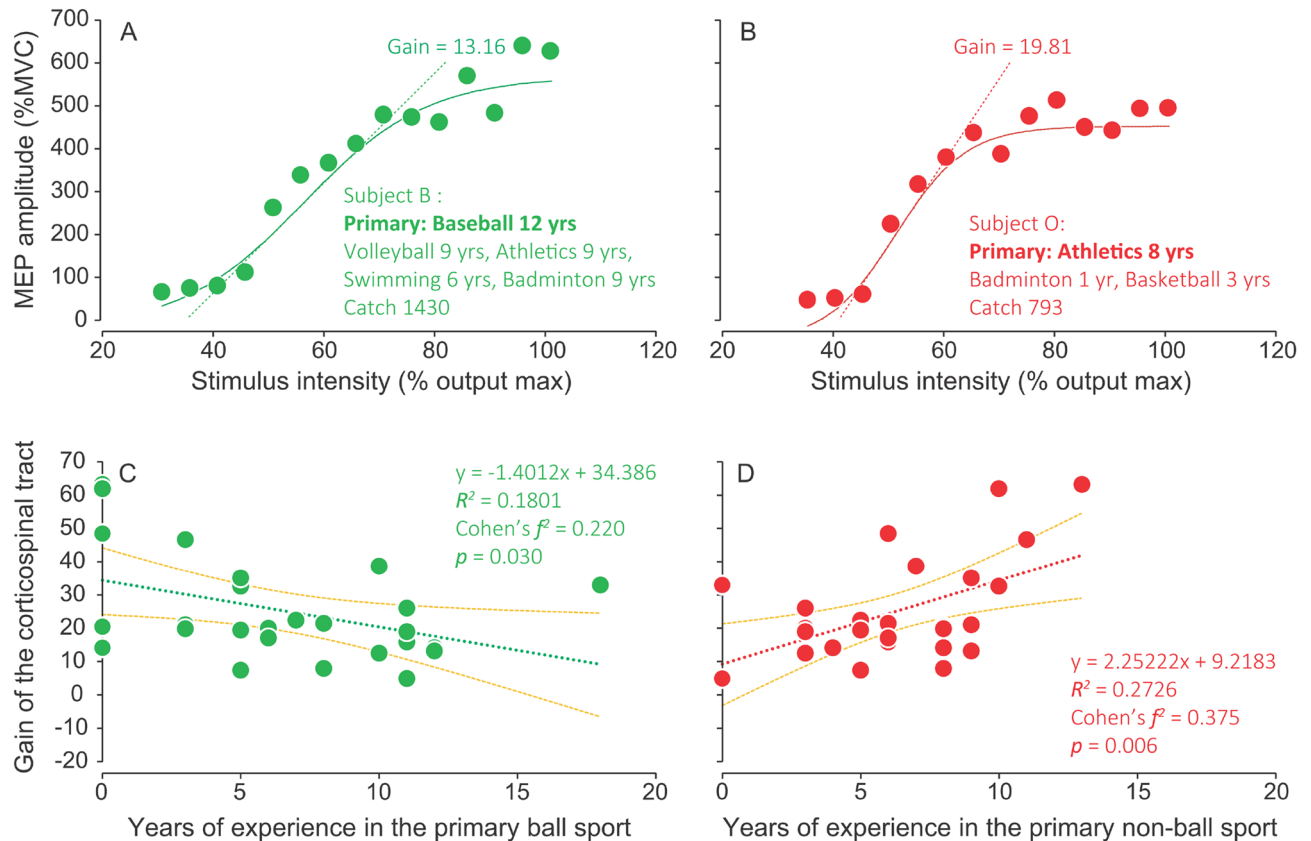 A
Gain = 13.16
MEP amplitude (%MVC)
700
600
500
400
300
200
100
0
Subject B :
Primary: Baseball 12 yrs
Volleyball 9 yrs, Athletics 9 yrs,
Swimming 6 yrs, Badminton 9 yrs
Catch 1430
20 40 60 80 100 120
Stimulus intensity (% output max)
B
Gain = 19.81
Subject O:
Primary: Athletics 8 yrs
Badminton 1 yr, Basketball 3 yrs
Catch 793
20 40 60 80 100 120
Stimulus intensity (% output max)
C
Gain of the corticospinal tract
70
60
50
40
30
20
10
0
-10
-20
y = -1.4012x + 34.386
R² = 0.1801
Cohen's f² = 0.220
p = 0.030
0 5 10 15 20
Years of experience in the primary ball sport
D
y = 2.25222x + 9.2183
R² = 0.2726
Cohen's f² = 0.375
p = 0.006
0 5 10 15 20
Years of experience in the primary non-ball sport